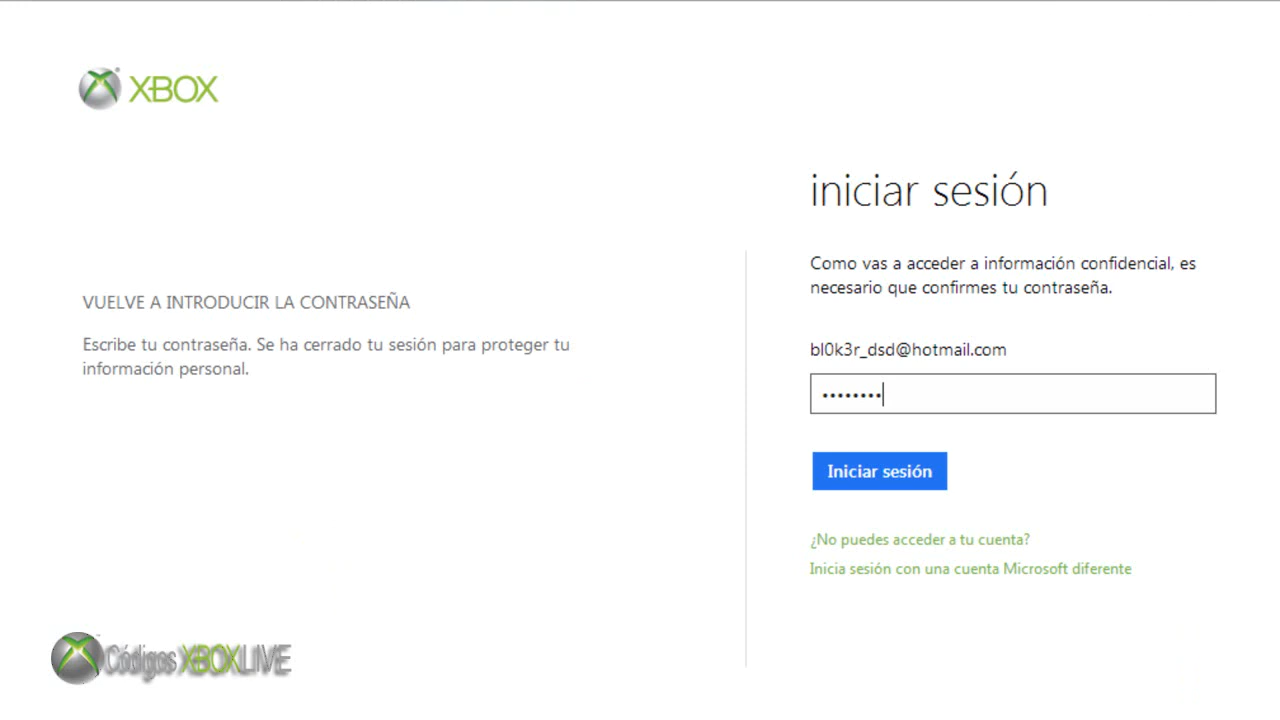 XBOX
iniciar sesión
Como vas a acceder a información confidencial, es
necesario que confirmes tu contraseña.
VUELVE A INTRODUCIR LA CONTRASEÑA
Escribe tu contraseña. Se ha cerrado tu sesión para proteger tu
información personal.
bl0k3r_dsd@hotmail.com
••••••••
Iniciar sesión
¿No puedes acceder a tu cuenta?
Inicia sesión con una cuenta Microsoft diferente
Códigos XBOXLIVE